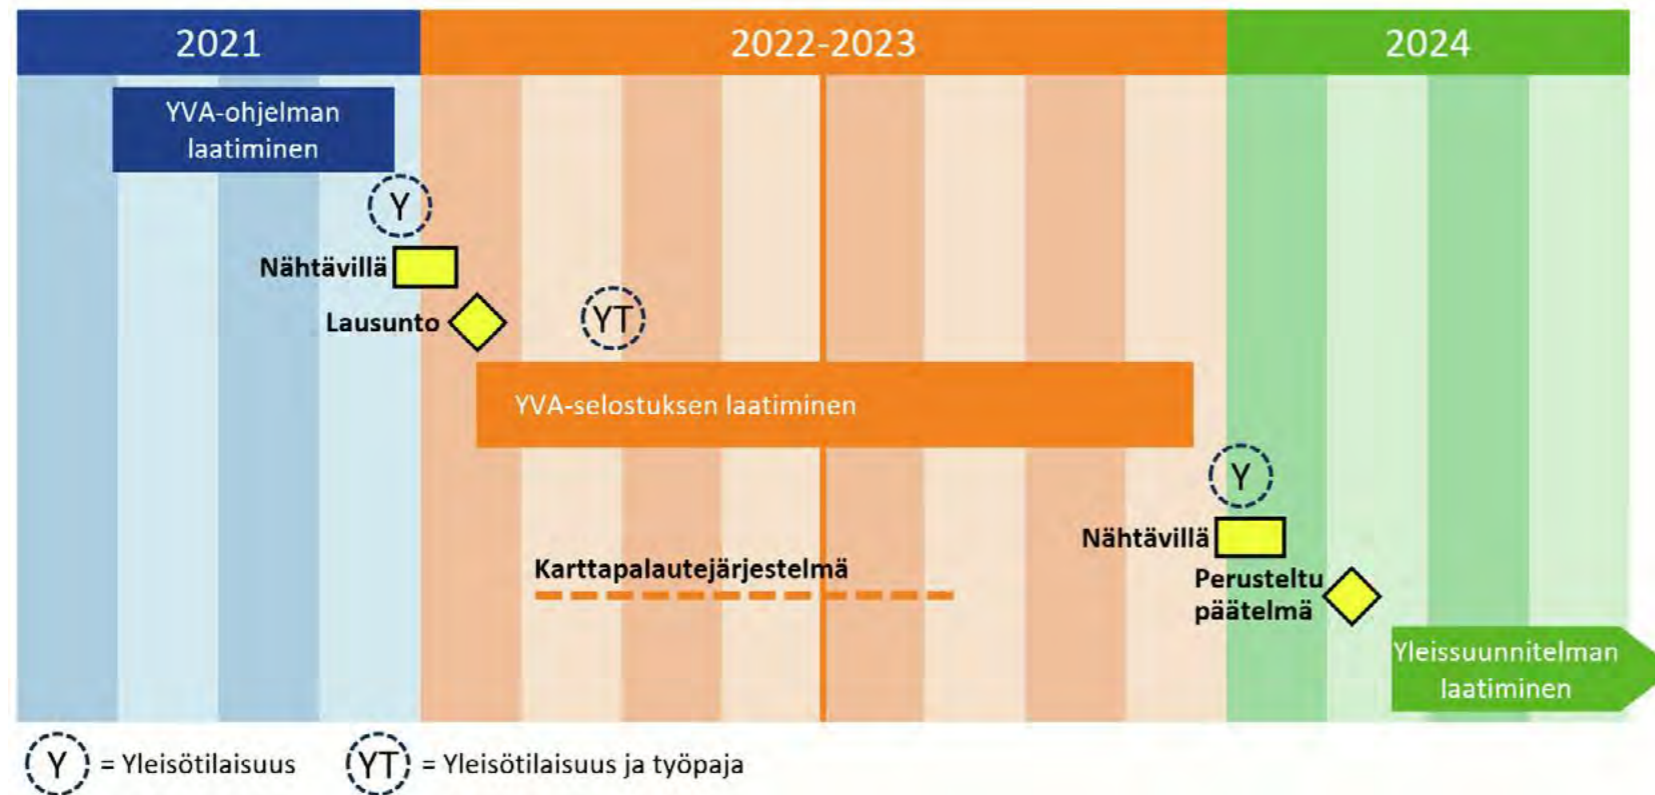 2021
2022-2023
2024
YVA-ohjelman
laatiminen
Y
Nähtävillä
Lausunto
YT
YVA-selostuksen laatiminen
Y
Nähtävillä
Karttapalautejärjestelmä
Perusteltu
päätelmä
Yleissuunnitelman
laatiminen
Y = Yleisötilaisuus
YT = Yleisötilaisuus ja työpaja